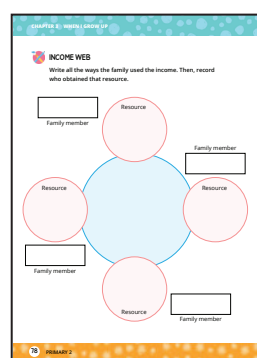 CHAPTER 2 WHEN I GROW UP
INCOME WEB
Write all the ways the family used the income. Then, record
who obtained that resource.
Resource
Family member
Family member
Resource
Resource
Family member
Resource
Family member
78 PRIMARY 2